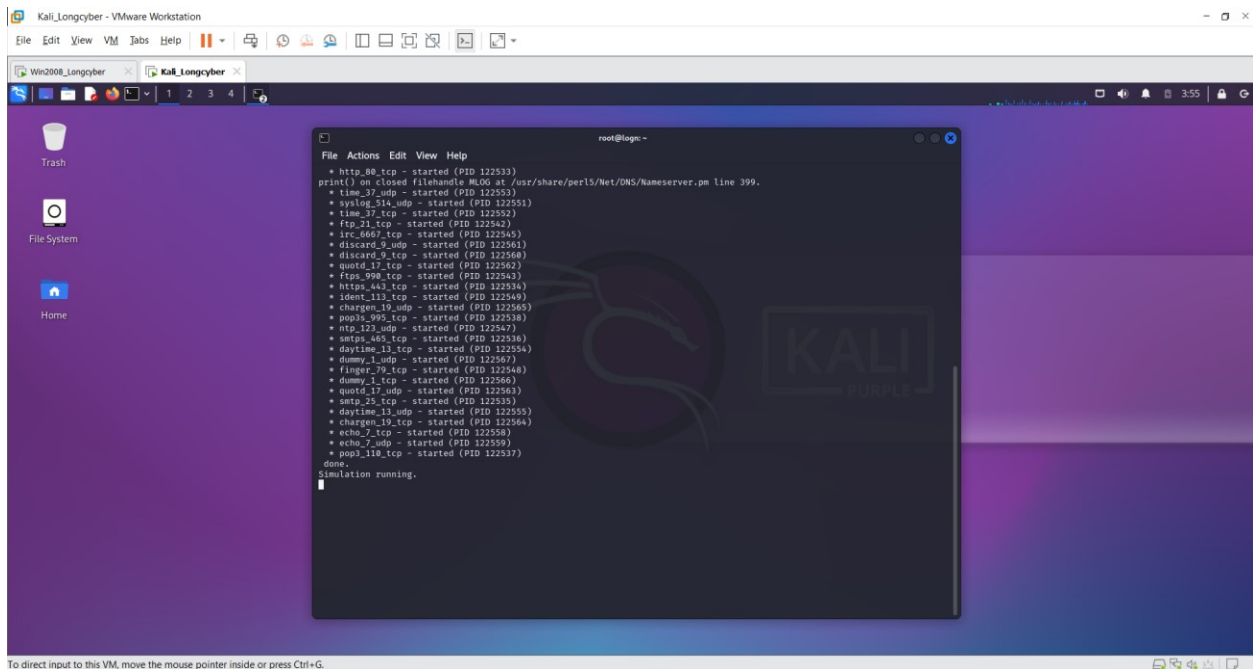 Kali_Longcyber - VMware Workstation
File Edit View VM Tabs Help
Win2008_Longcyber Kali_Longcyber
1 2 3 4 3:55
Trash
File System
Home
root@logn: ~
File Actions Edit View Help
* http_80_tcp - started (PID 122533)
print() on closed filehandle MLOG at /usr/share/perl5/Net/DNS/Nameserver.pm line 399.
* time_37_udp - started (PID 122553)
* syslog_514_udp - started (PID 122551)
* time_37_tcp - started (PID 122552)
* ftp_21_tcp - started (PID 122542)
* irc_6667_tcp - started (PID 122545)
* discard_9_udp - started (PID 122561)
* discard_9_tcp - started (PID 122560)
* quotd_17_tcp - started (PID 122562)
* ftps_990_tcp - started (PID 122543)
* https_443_tcp - started (PID 122534)
* ident_113_tcp - started (PID 122549)
* chargen_19_udp - started (PID 122565)
* pop3s_995_tcp - started (PID 122538)
* ntp_123_udp - started (PID 122547)
* smtps_465_tcp - started (PID 122536)
* daytime_13_tcp - started (PID 122554)
* dummy_1_udp - started (PID 122567)
* finger_79_tcp - started (PID 122548)
* dummy_1_tcp - started (PID 122566)
* quotd_17_udp - started (PID 122563)
* smtp_25_tcp - started (PID 122535)
* daytime_13_udp - started (PID 122555)
* chargen_19_tcp - started (PID 122564)
* echo_7_tcp - started (PID 122558)
* echo_7_udp - started (PID 122559)
* pop3_110_tcp - started (PID 122537)
done.
Simulation running.
KALI
PURPLE
To direct input to this VM, move the mouse pointer inside or press Ctrl+G.